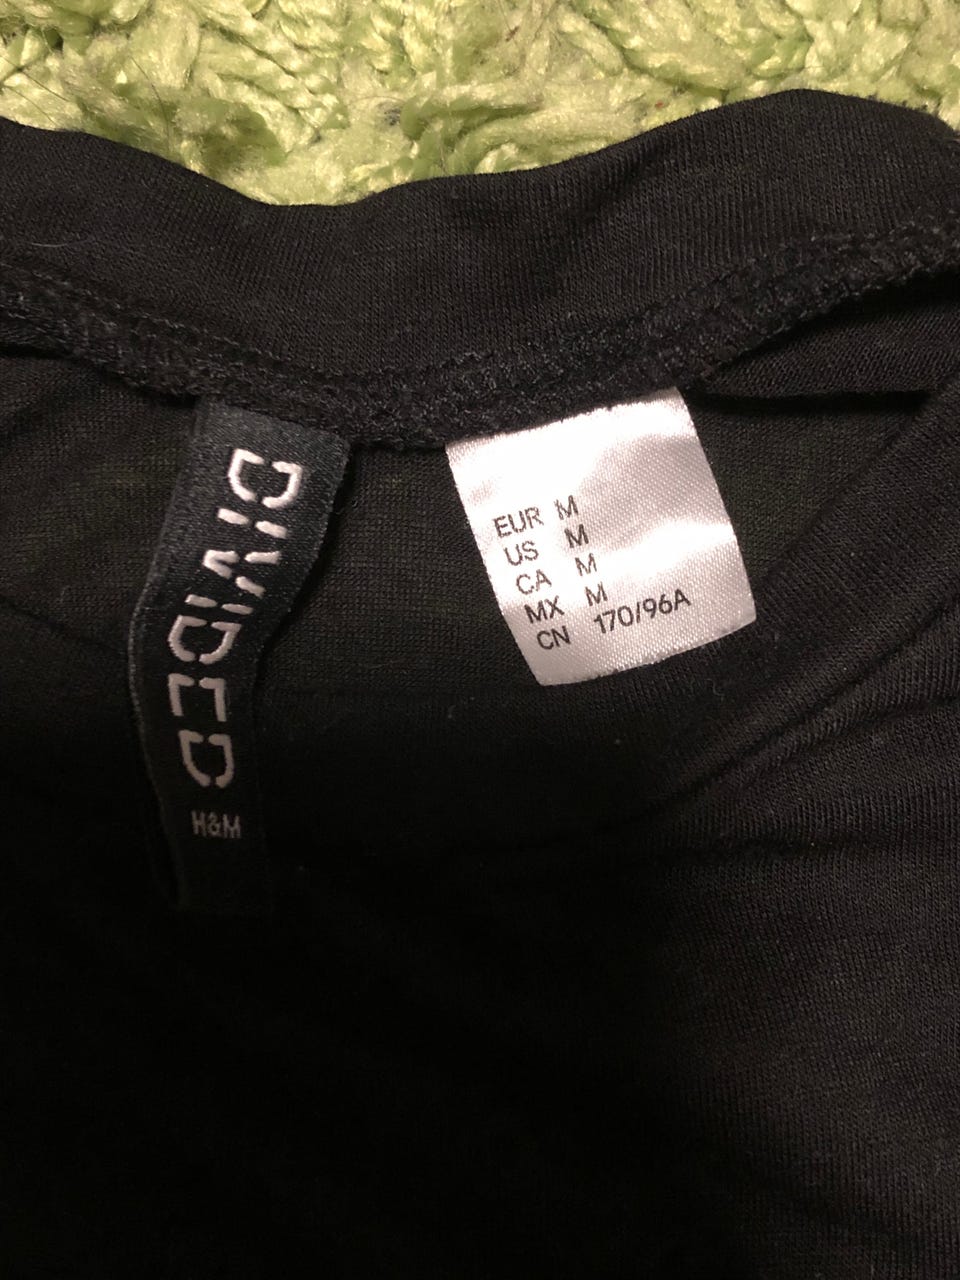 DIVIDED
H&M
EUR M
US M
CA M
MX M
CN 170/96A